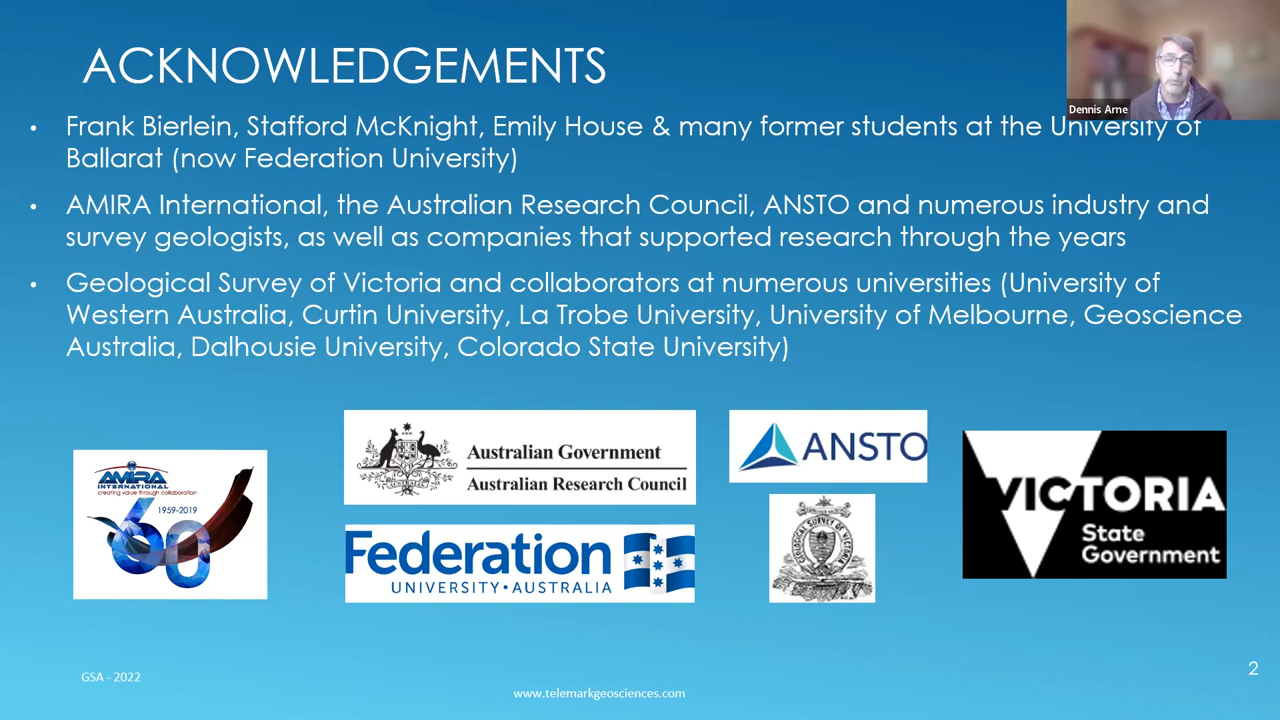 ACKNOWLEDGEMENTS
Dennis Arne
• Frank Bierlein, Stafford McKnight, Emily House & many former students at the University of
Ballarat (now Federation University)
• AMIRA International, the Australian Research Council, ANSTO and numerous industry and
survey geologists, as well as companies that supported research through the years
• Geological Survey of Victoria and collaborators at numerous universities (University of
Western Australia, Curtin University, La Trobe University, University of Melbourne, Geoscience
Australia, Dalhousie University, Colorado State University)
AMIRA
INTERNATIONAL
creating value through collaboration
1959-2019
60
Australian Government
Australian Research Council
Federation
UNIVERSITY • AUSTRALIA
ANSTO
GEOLOGICAL SURVEY OF VICTORIA
VICTORIA
State
Government
GSA - 2022
www.telemarkgeosciences.com
2